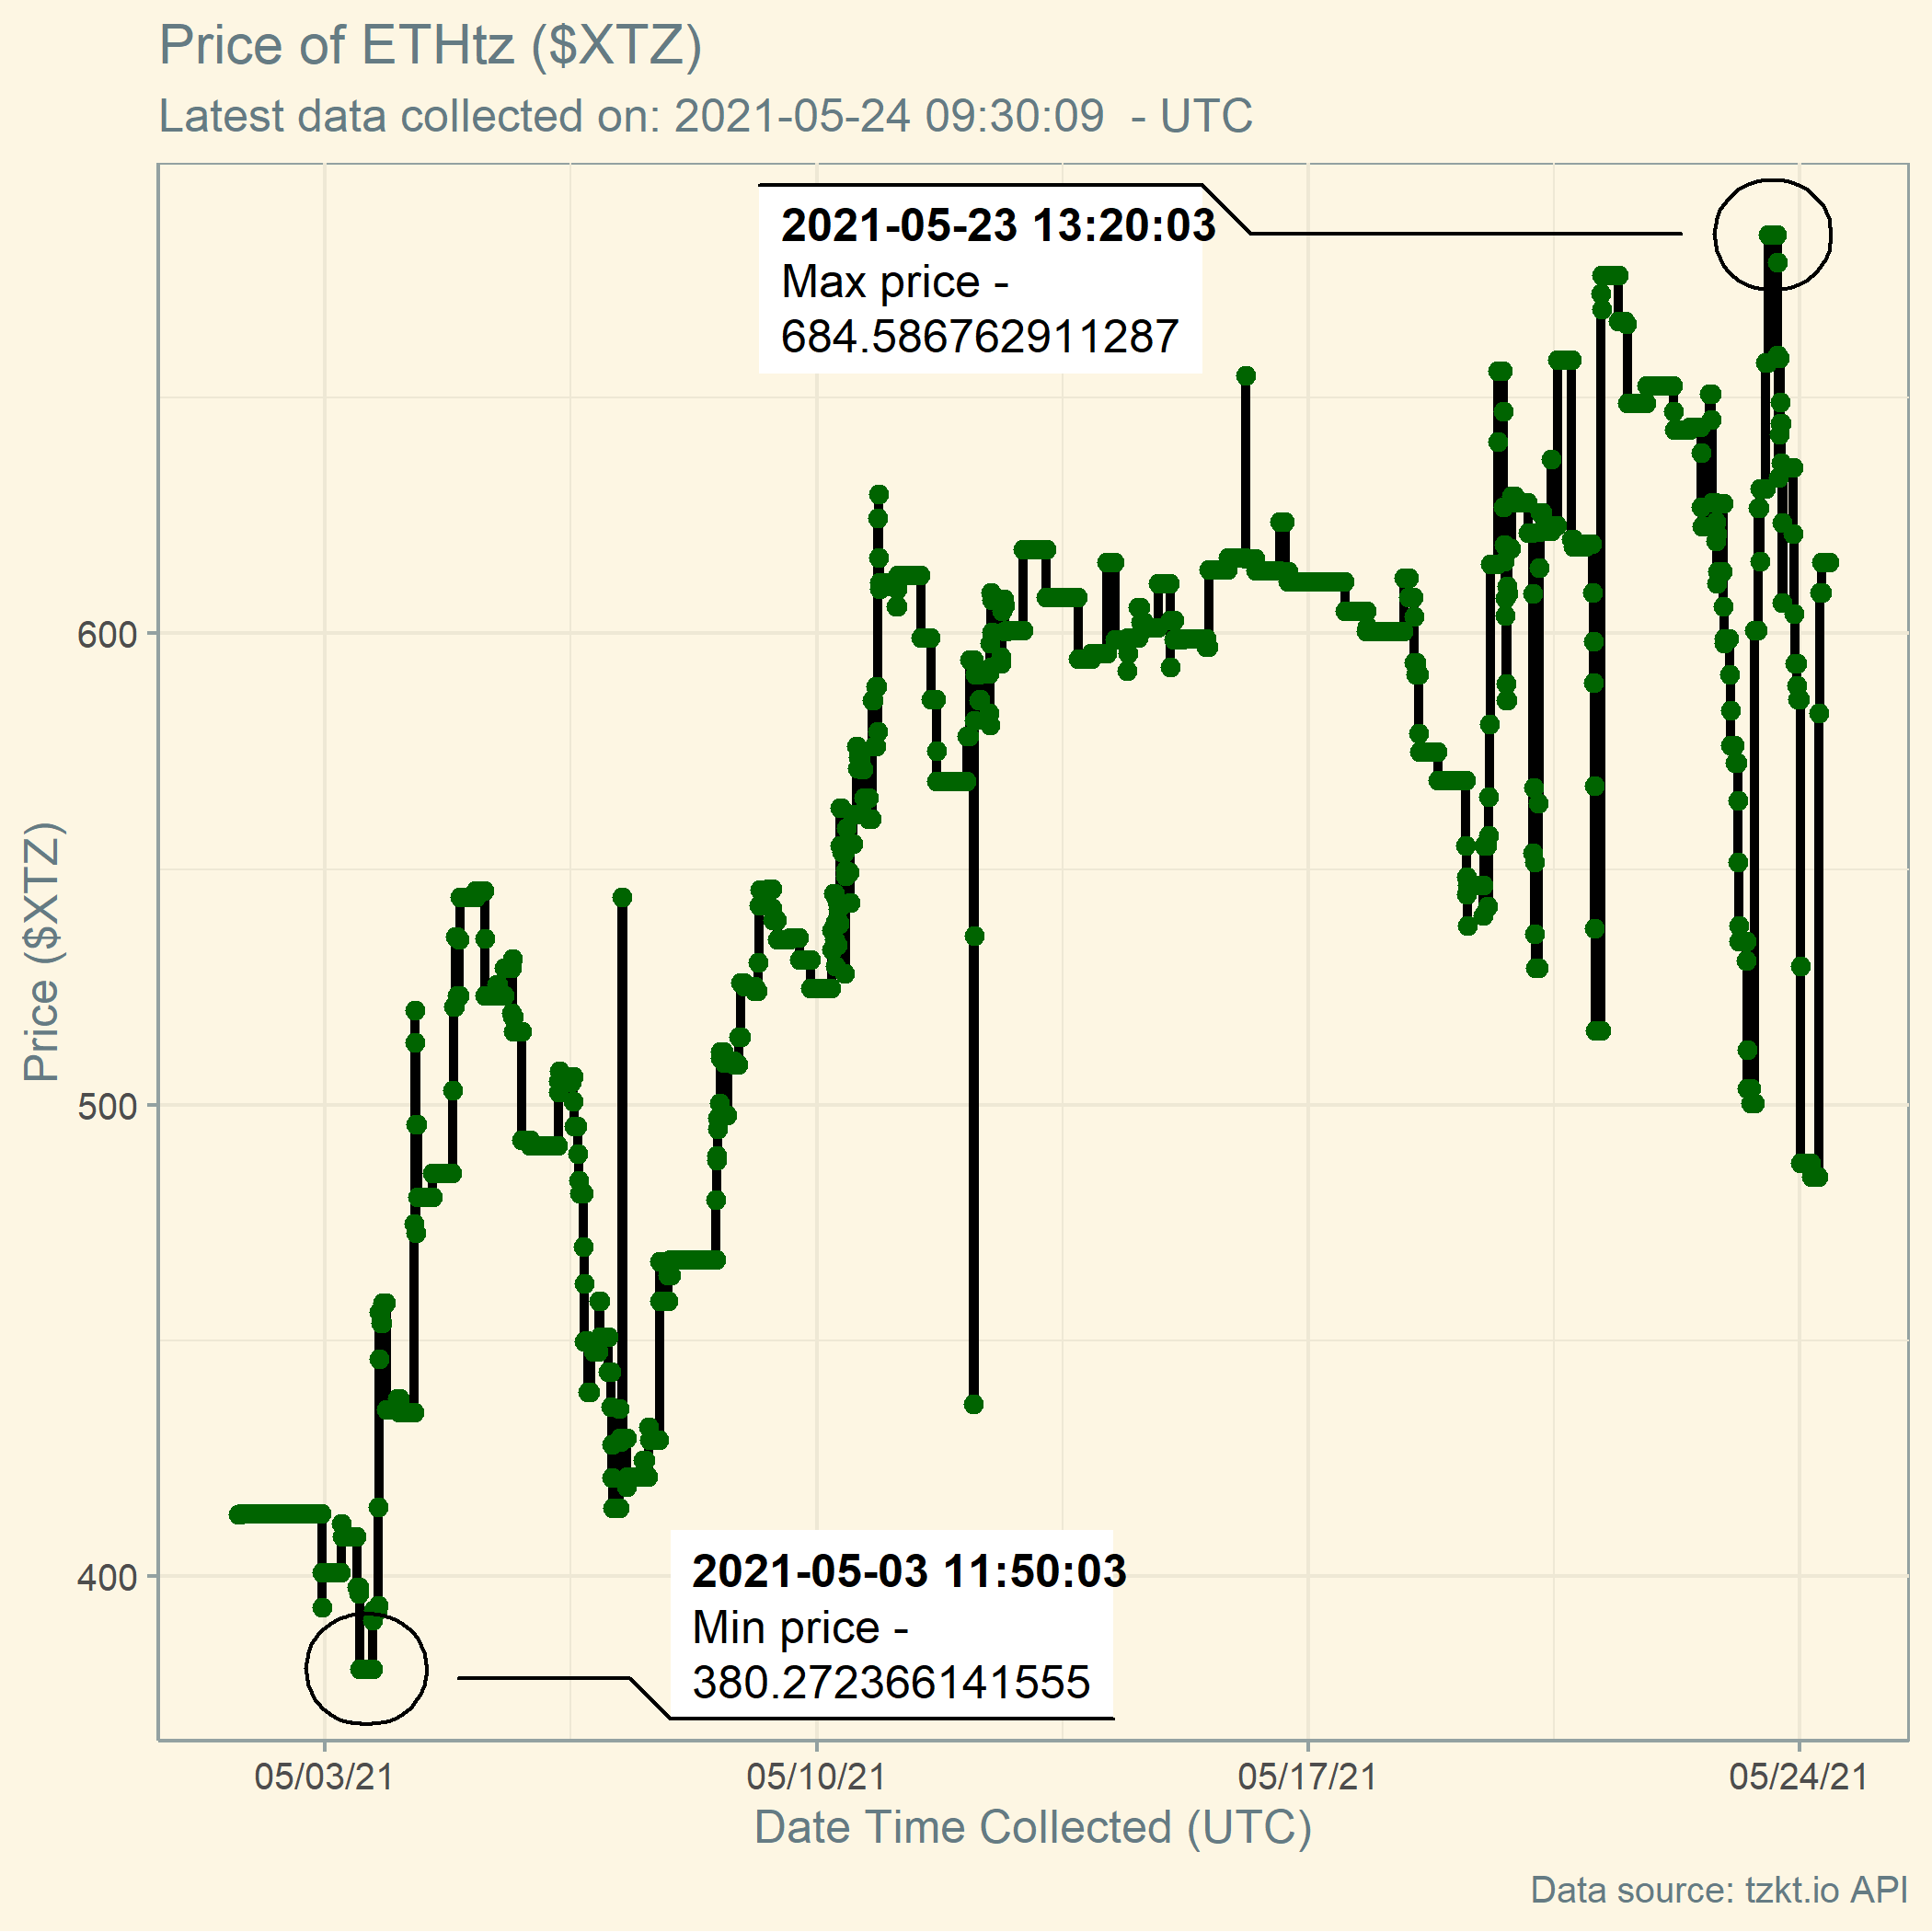 Price of ETHtz ($XTZ)
Latest data collected on: 2021-05-24 09:30:09  - UTC
2021-05-23 13:20:03
Max price -
684.586762911287
600
500
400
Price ($XTZ)
2021-05-03 11:50:03
Min price -
380.272366141555
05/03/21
05/10/21
05/17/21
05/24/21
Date Time Collected (UTC)
Data source: tzkt.io API